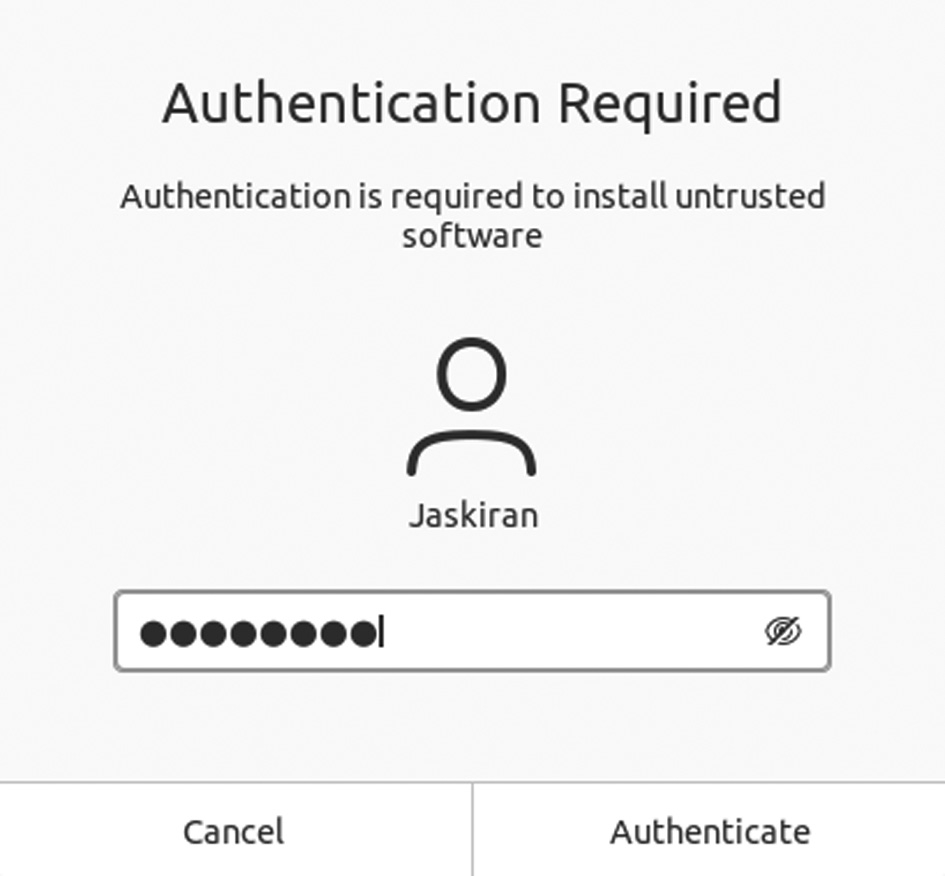 Authentication Required
Authentication is required to install untrusted
software
Jaskiran
●●●●●●●●
Cancel
Authenticate